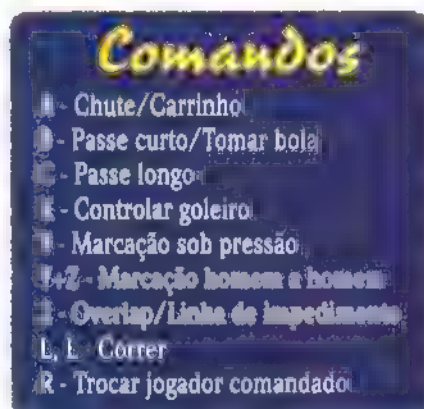 Comandos
- Chute/Carrinho
- Passe curto/Tomar bola
- Passe longo
- Controlar goleiro
- Marcação sob pressão
+Z - Marcação homem a homem
- Overlap/Linha de impedimento
L, L - Correr
R - Trocar jogador comandado